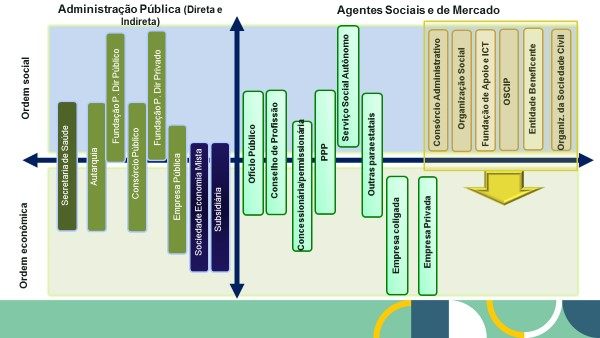 Administração Pública (Direta e
Indireta)
Agentes Sociais e de Mercado
Ordem social
Ordem econômica
Secretaria de Saúde
Autarquia
Fundação P. Dir Público
Consórcio Público
Fundação P. Dir Privado
Empresa Pública
Sociedade Economia Mista
Subsidiária
Ofício Público
Conselho de Profissão
Concessionária/permissionária
PPP
Serviço Social Autônomo
Outras paraestatais
Empresa coligada
Empresa Privada
Consórcio Administrativo
Organização Social
Fundação de Apoio e ICT
OSCIP
Entidade Beneficente
Organiz. da Sociedade Civil